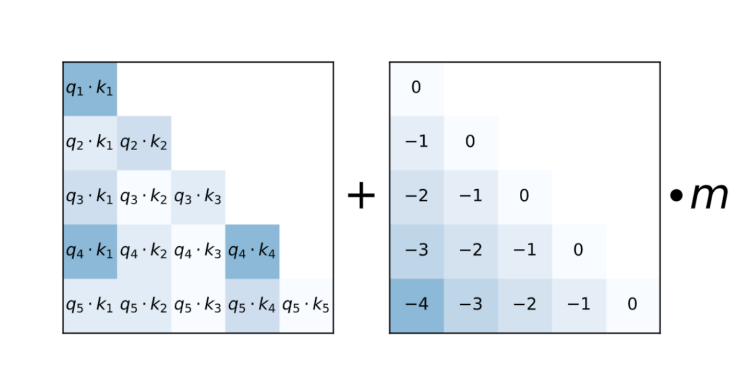 q₁ · k₁ 0
q₂ · k₁ q₂ · k₂ −1 0
q₃ · k₁ q₃ · k₂ q₃ · k₃ + −2 −1 0 • m
q₄ · k₁ q₄ · k₂ q₄ · k₃ q₄ · k₄ −3 −2 −1 0
q₅ · k₁ q₅ · k₂ q₅ · k₃ q₅ · k₄ q₅ · k₅ −4 −3 −2 −1 0